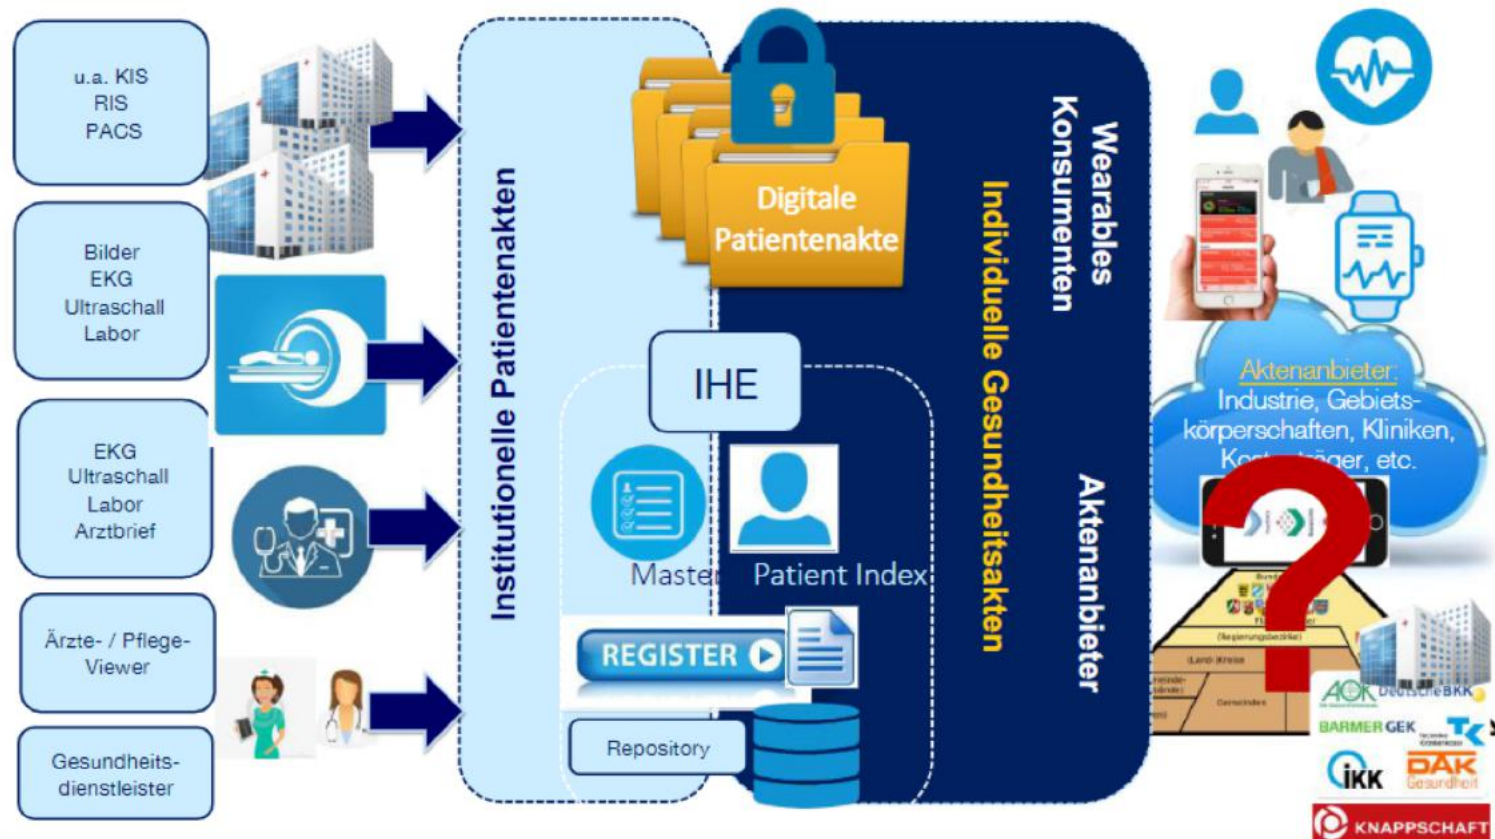 u.a. KIS
RIS
PACS
Bilder
EKG
Ultraschall
Labor
EKG
Ultraschall
Labor
Arztbrief
Ärzte- / Pflege-
Viewer
Gesundheits-
dienstleister
Institutionelle Patientenakten
Digitale
Patientenakte
IHE
Master Patient Index
REGISTER
Repository
Individuelle Gesundheitsakten
Wearables
Konsumenten
Aktenanbieter
Aktenanbieter:
Industrie, Gebiets-
körperschaften, Kliniken,
etc.
?
(Regierungsbezirke)
(Land-)Kreise
Gemeinden
AOK
Deutsche BKK
BARMER GEK
TK
IKK
DAK
Gesundheit
KNAPPSCHAFT